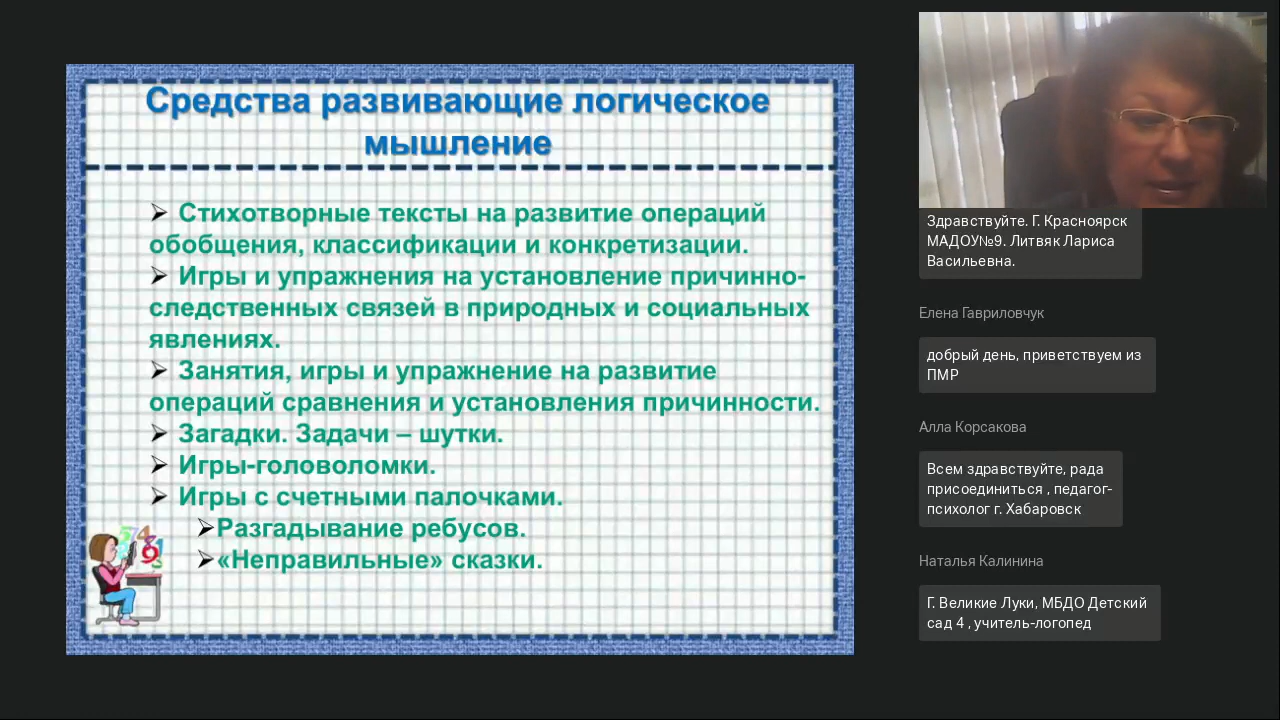 Средства развивающие логическое
мышление
➢ Стихотворные тексты на развитие операций
обобщения, классификации и конкретизации.
➢ Игры и упражнения на установление причинно-
следственных связей в природных и социальных
явлениях.
➢ Занятия, игры и упражнение на развитие
операций сравнения и установления причинности.
➢ Загадки. Задачи – шутки.
➢ Игры-головоломки.
➢ Игры с счетными палочками.
➢Разгадывание ребусов.
➢«Неправильные» сказки.
Здравствуйте. Г. Красноярск
МАДОУ№9. Литвяк Лариса
Васильевна.
Елена Гавриловчук
добрый день, приветствуем из
ПМР
Алла Корсакова
Всем здравствуйте, рада
присоединиться , педагог-
психолог г. Хабаровск
Наталья Калинина
Г. Великие Луки, МБДО Детский
сад 4 , учитель-логопед